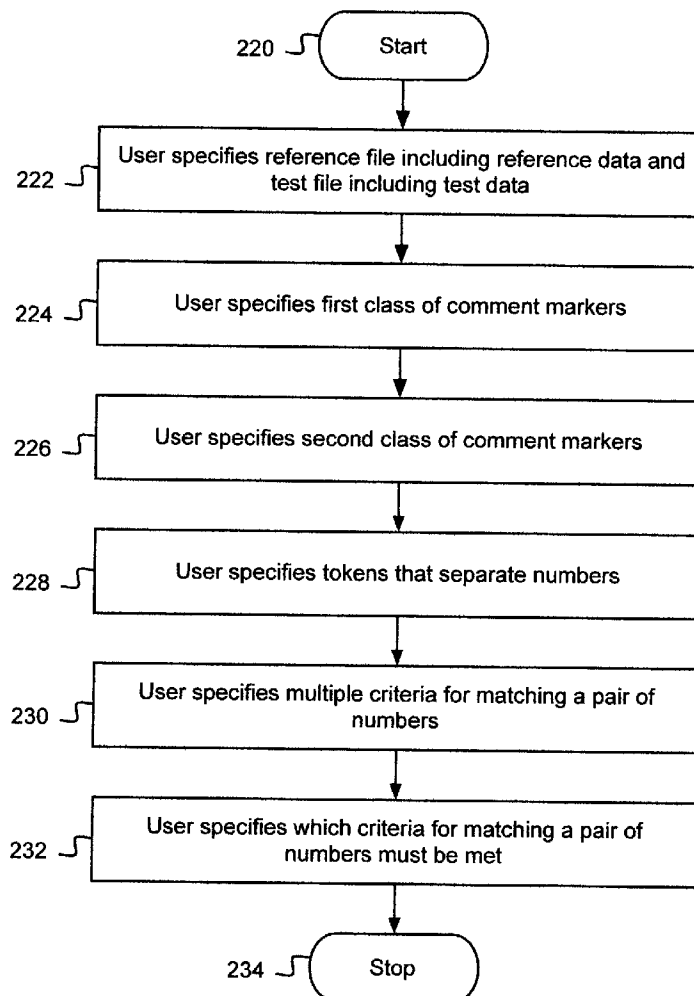 220
Start
222
User specifies reference file including reference data and
test file including test data
224
User specifies first class of comment markers
226
User specifies second class of comment markers
228
User specifies tokens that separate numbers
230
User specifies multiple criteria for matching a pair of
numbers
232
User specifies which criteria for matching a pair of
numbers must be met
234
Stop